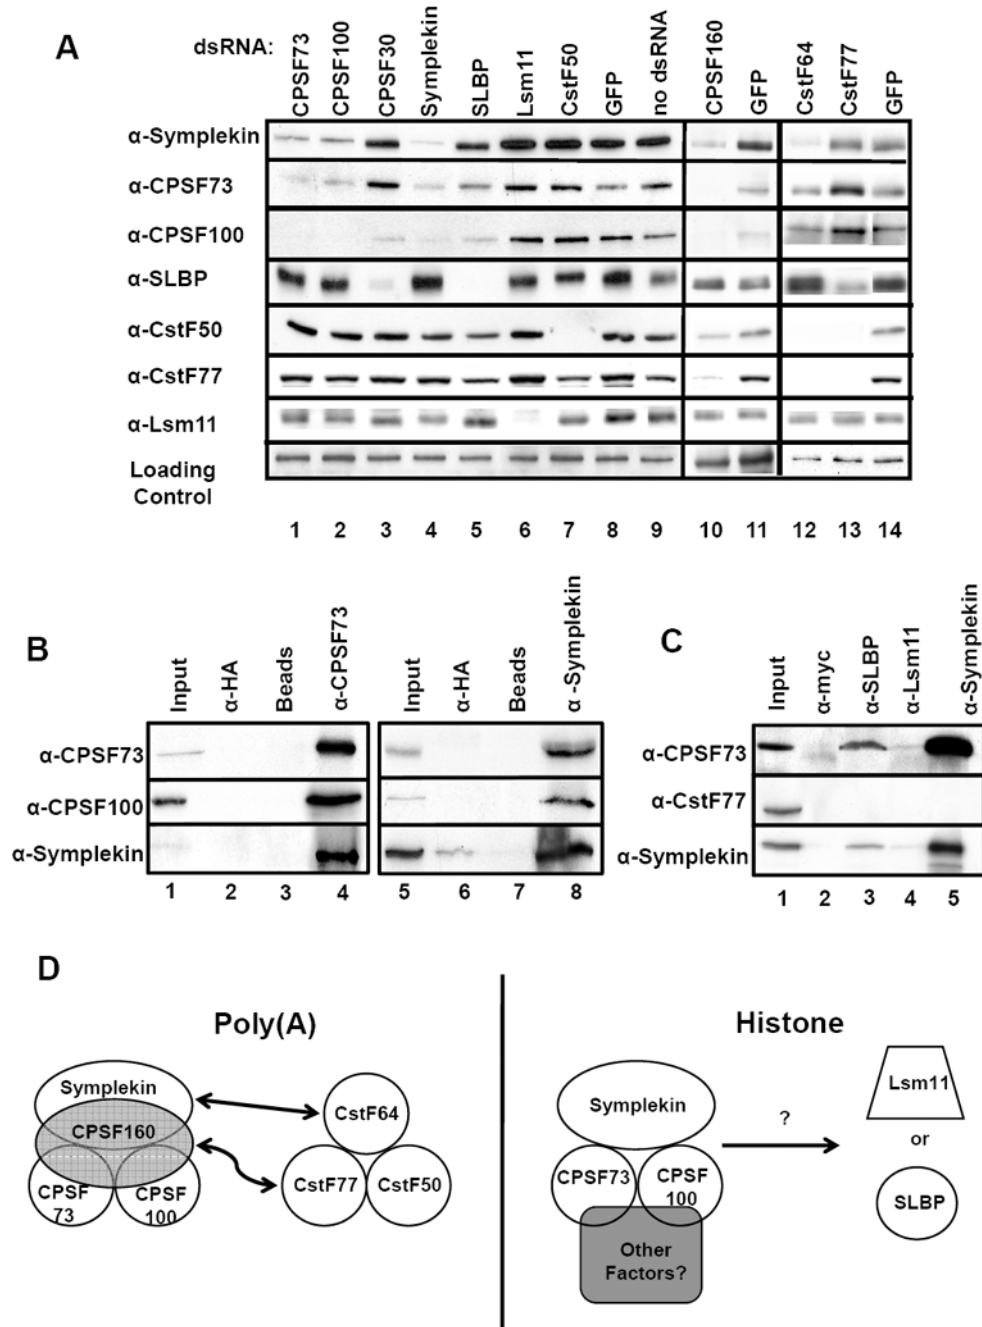 A
dsRNA:
CPSF73
CPSF100
CPSF30
Symplekin
SLBP
Lsm11
CstF50
GFP
no dsRNA
CPSF160
GFP
CstF64
CstF77
GFP
α-Symplekin
α-CPSF73
α-CPSF100
α-SLBP
α-CstF50
α-CstF77
α-Lsm11
Loading
Control
1 2 3 4 5 6 7 8 9 10 11 12 13 14
B
Input
α-HA
Beads
α-CPSF73
Input
α-HA
Beads
α-Symplekin
α-CPSF73
α-CPSF100
α-Symplekin
1 2 3 4 5 6 7 8
C
Input
α-myc
α-SLBP
α-Lsm11
α-Symplekin
α-CPSF73
α-CstF77
α-Symplekin
1 2 3 4 5
D
Poly(A)
Symplekin
CPSF160
CPSF
73
CPSF
100
CstF64
CstF77
CstF50
Histone
Symplekin
CPSF73
CPSF
100
Other
Factors?
?
Lsm11
or
SLBP